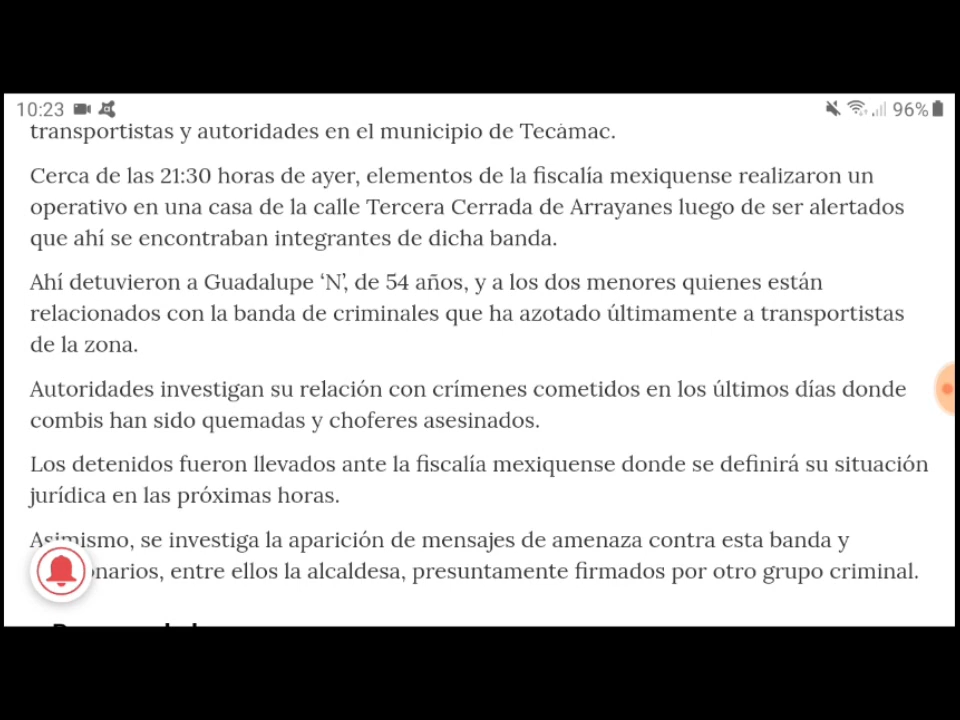 10:23 96%
transportistas y autoridades en el municipio de Tecámac.
Cerca de las 21:30 horas de ayer, elementos de la fiscalía mexiquense realizaron un
operativo en una casa de la calle Tercera Cerrada de Arrayanes luego de ser alertados
que ahí se encontraban integrantes de dicha banda.
Ahí detuvieron a Guadalupe ‘N’, de 54 años, y a los dos menores quienes están
relacionados con la banda de criminales que ha azotado últimamente a transportistas
de la zona.
Autoridades investigan su relación con crímenes cometidos en los últimos días donde
combis han sido quemadas y choferes asesinados.
Los detenidos fueron llevados ante la fiscalía mexiquense donde se definirá su situación
jurídica en las próximas horas.
Asimismo, se investiga la aparición de mensajes de amenaza contra esta banda y
onarios, entre ellos la alcaldesa, presuntamente firmados por otro grupo criminal.